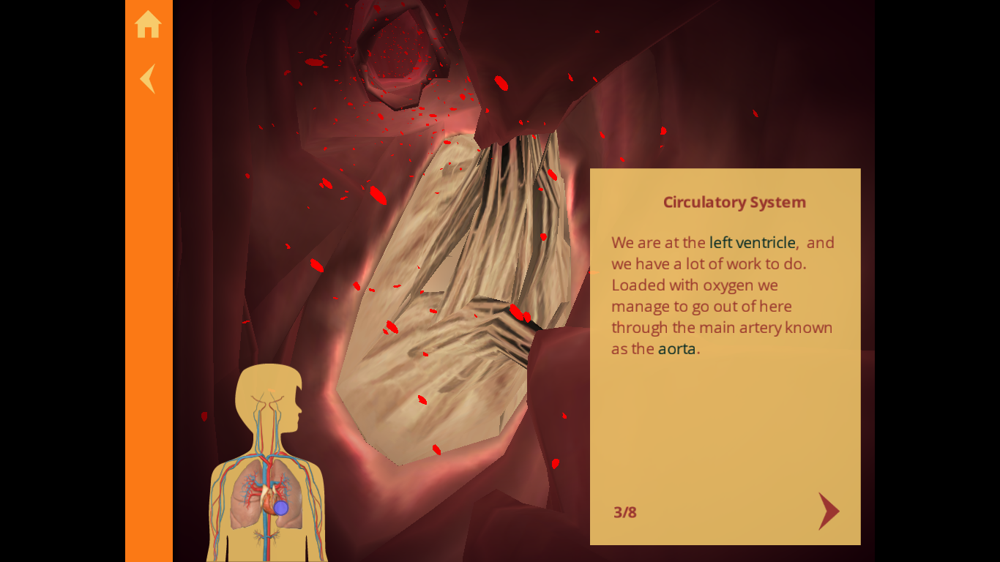 Circulatory System
We are at the left ventricle,  and
we have a lot of work to do.
Loaded with oxygen we
manage to go out of here
through the main artery known
as the aorta.
3/8